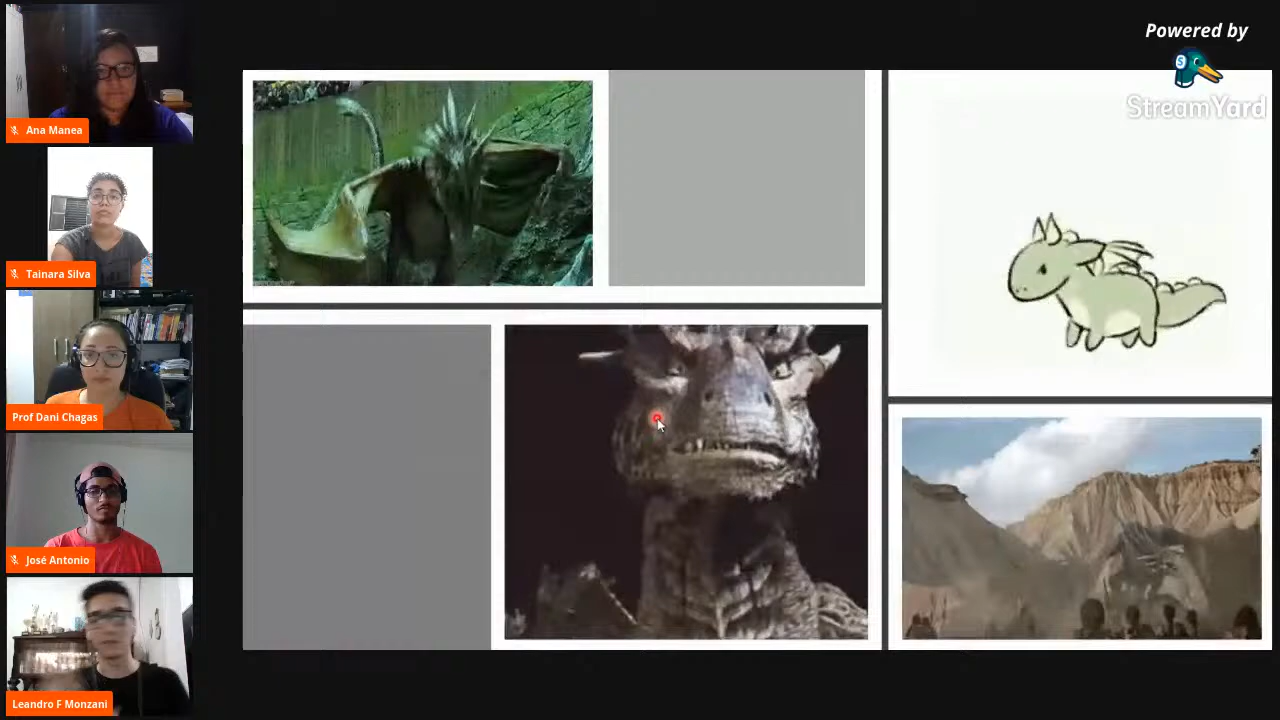 Powered by
StreamYard
Ana Manea
Tainara Silva
Prof Dani Chagas
José Antonio
Leandro F Monzani